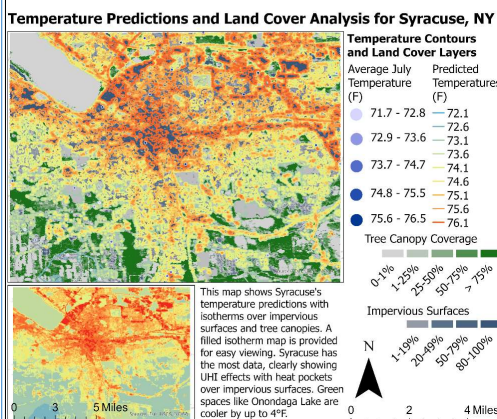 Temperature Predictions and Land Cover Analysis for Syracuse, NY
Temperature Contours
and Land Cover Layers
Average July
Temperature
(F)
71.7 - 72.8
72.9 - 73.6
73.7 - 74.7
74.8 - 75.5
75.6 - 76.5
Predicted
Temperatures
(F)
72.1
72.6
73.1
73.6
74.1
74.6
75.1
75.6
76.1
Tree Canopy Coverage
0-1%
1-25%
25-50%
50-75%
> 75%
Impervious Surfaces
1-19%
20-49%
50-79%
80-100%
This map shows Syracuse's
temperature predictions with
isotherms over impervious
surfaces and tree canopies. A
filled isotherm map is provided
for easy viewing. Syracuse has
the most data, clearly showing
UHI effects with heat pockets
over impervious surfaces. Green
spaces like Onondaga Lake are
cooler by up to 4°F.
N
0 3 5 Miles
0 2 4 Miles